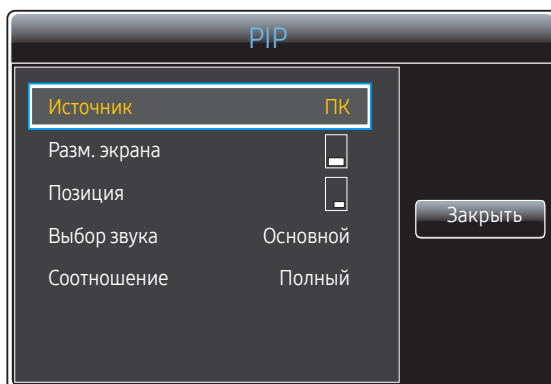 PIP
Источник ПК
Разм. экрана
Позиция
Выбор звука Основной
Соотношение Полный
Закрыть